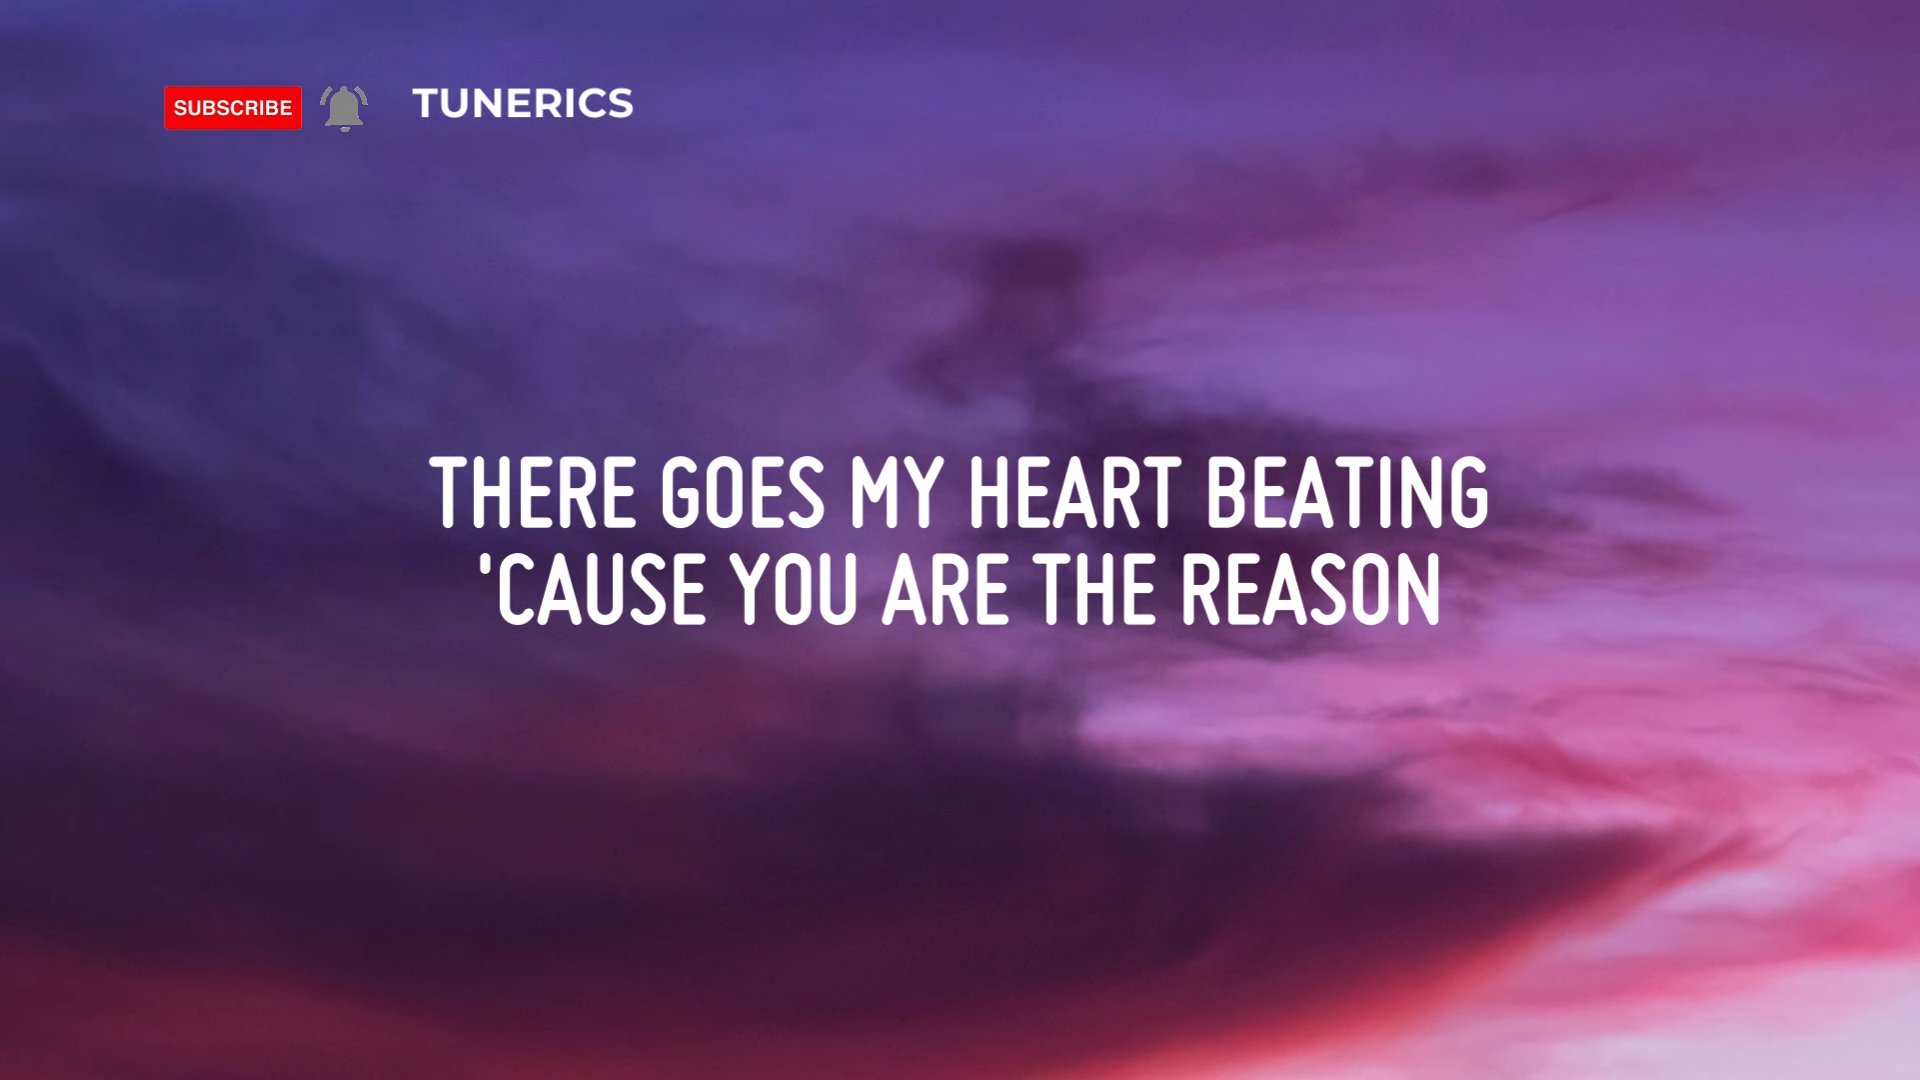 SUBSCRIBE TUNERICS
THERE GOES MY HEART BEATING
'CAUSE YOU ARE THE REASON